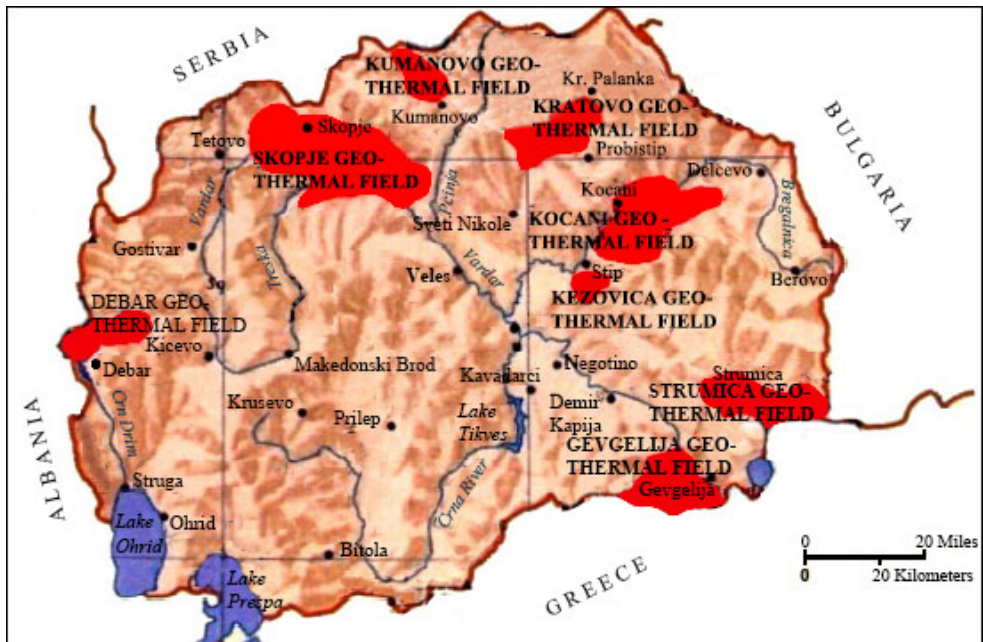 SERBIA
KUMANOVO GEO-
THERMAL FIELD
Kumanovo
Kr. Palanka
KRATOVO GEO-
THERMAL FIELD
Probistip
BULGARIA
Skopje
SKOPJE GEO-
THERMAL FIELD
Tetovo
Vardar
Pcinja
Delcevo
Kocani
KOCANI GEO-
THERMAL FIELD
Bregalnica
Sveti Nikole
Gostivar
Treska
Veles
Vardar
Stip
Berovo
KEZOVICA GEO-
THERMAL FIELD
DEBAR GEO-
THERMAL FIELD
Kicevo
Debar
Makedonski Brod
Negotino
Kavadarci
Strumica
STRUMICA GEO-
THERMAL FIELD
Krusevo
Prilep
Lake
Tikves
Demir
Kapija
Crn Drim
GEVGELIJA GEO-
THERMAL FIELD
Gevgelija
ALBANIA
Struga
Crna River
Lake
Ohrid
Ohrid
Bitola
Lake
Prespa
GREECE
0 20 Miles
0 20 Kilometers